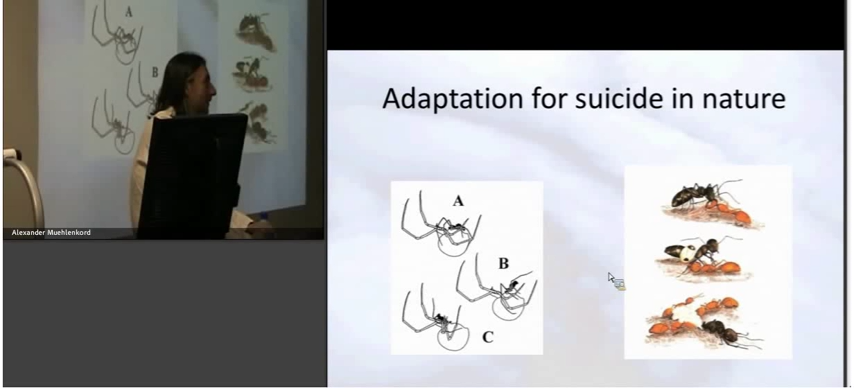 A
B
Alexander Muehlenkord
Adaptation for suicide in nature
A
B
C